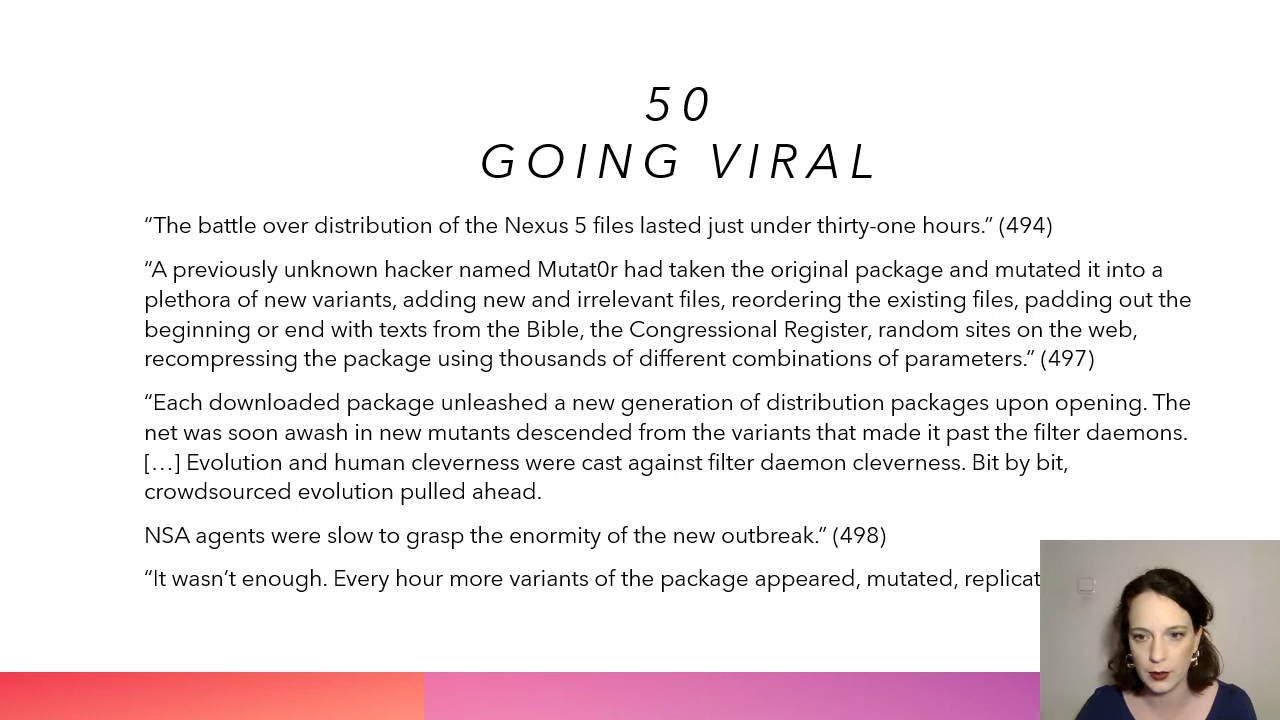 50
GOING VIRAL
“The battle over distribution of the Nexus 5 files lasted just under thirty-one hours.” (494)
“A previously unknown hacker named Mutat0r had taken the original package and mutated it into a
plethora of new variants, adding new and irrelevant files, reordering the existing files, padding out the
beginning or end with texts from the Bible, the Congressional Register, random sites on the web,
recompressing the package using thousands of different combinations of parameters.” (497)
“Each downloaded package unleashed a new generation of distribution packages upon opening. The
net was soon awash in new mutants descended from the variants that made it past the filter daemons.
[…] Evolution and human cleverness were cast against filter daemon cleverness. Bit by bit,
crowdsourced evolution pulled ahead.
NSA agents were slow to grasp the enormity of the new outbreak.” (498)
“It wasn’t enough. Every hour more variants of the package appeared, mutated,